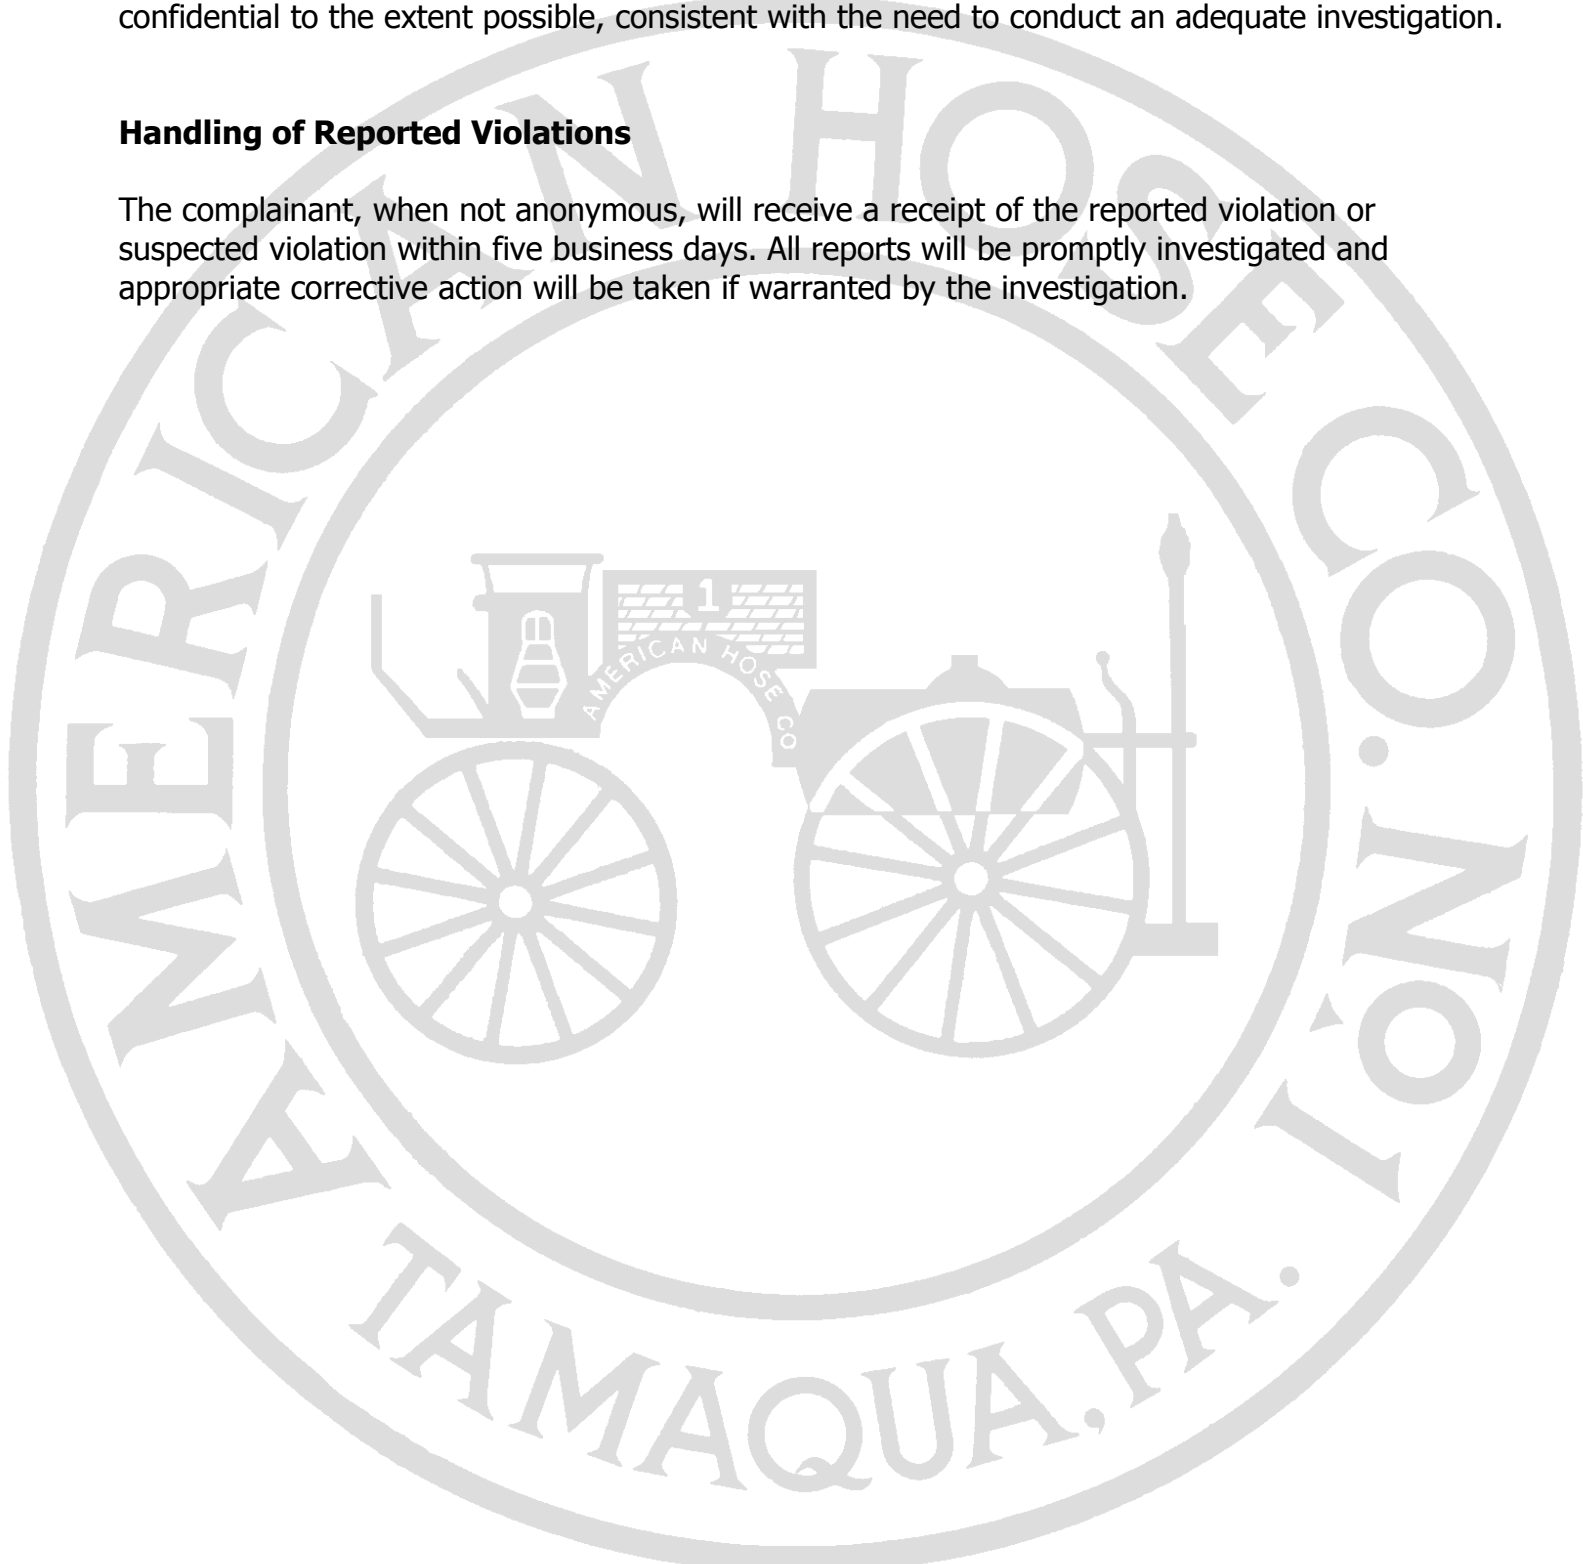 confidential to the extent possible, consistent with the need to conduct an adequate investigation.
Handling of Reported Violations
The complainant, when not anonymous, will receive a receipt of the reported violation or
suspected violation within five business days. All reports will be promptly investigated and
appropriate corrective action will be taken if warranted by the investigation.
AMERICAN HOSE CO. No. 1
1
AMERICAN HOSE CO
TAMAQUA, PA.